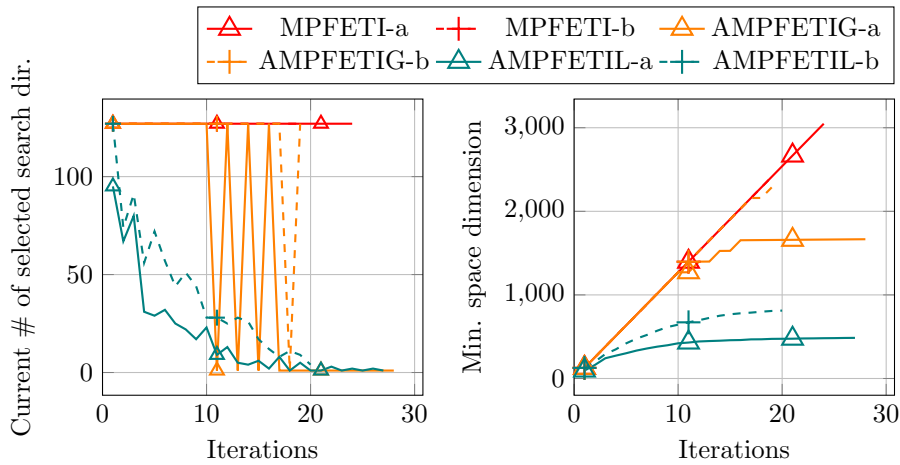 MPFETI-a MPFETI-b AMPFETIG-a
AMPFETIG-b AMPFETIL-a AMPFETIL-b
Current # of selected search dir.
100
50
0
0 10 20 30
Iterations
Min. space dimension
3,000
2,000
1,000
0
0 10 20 30
Iterations